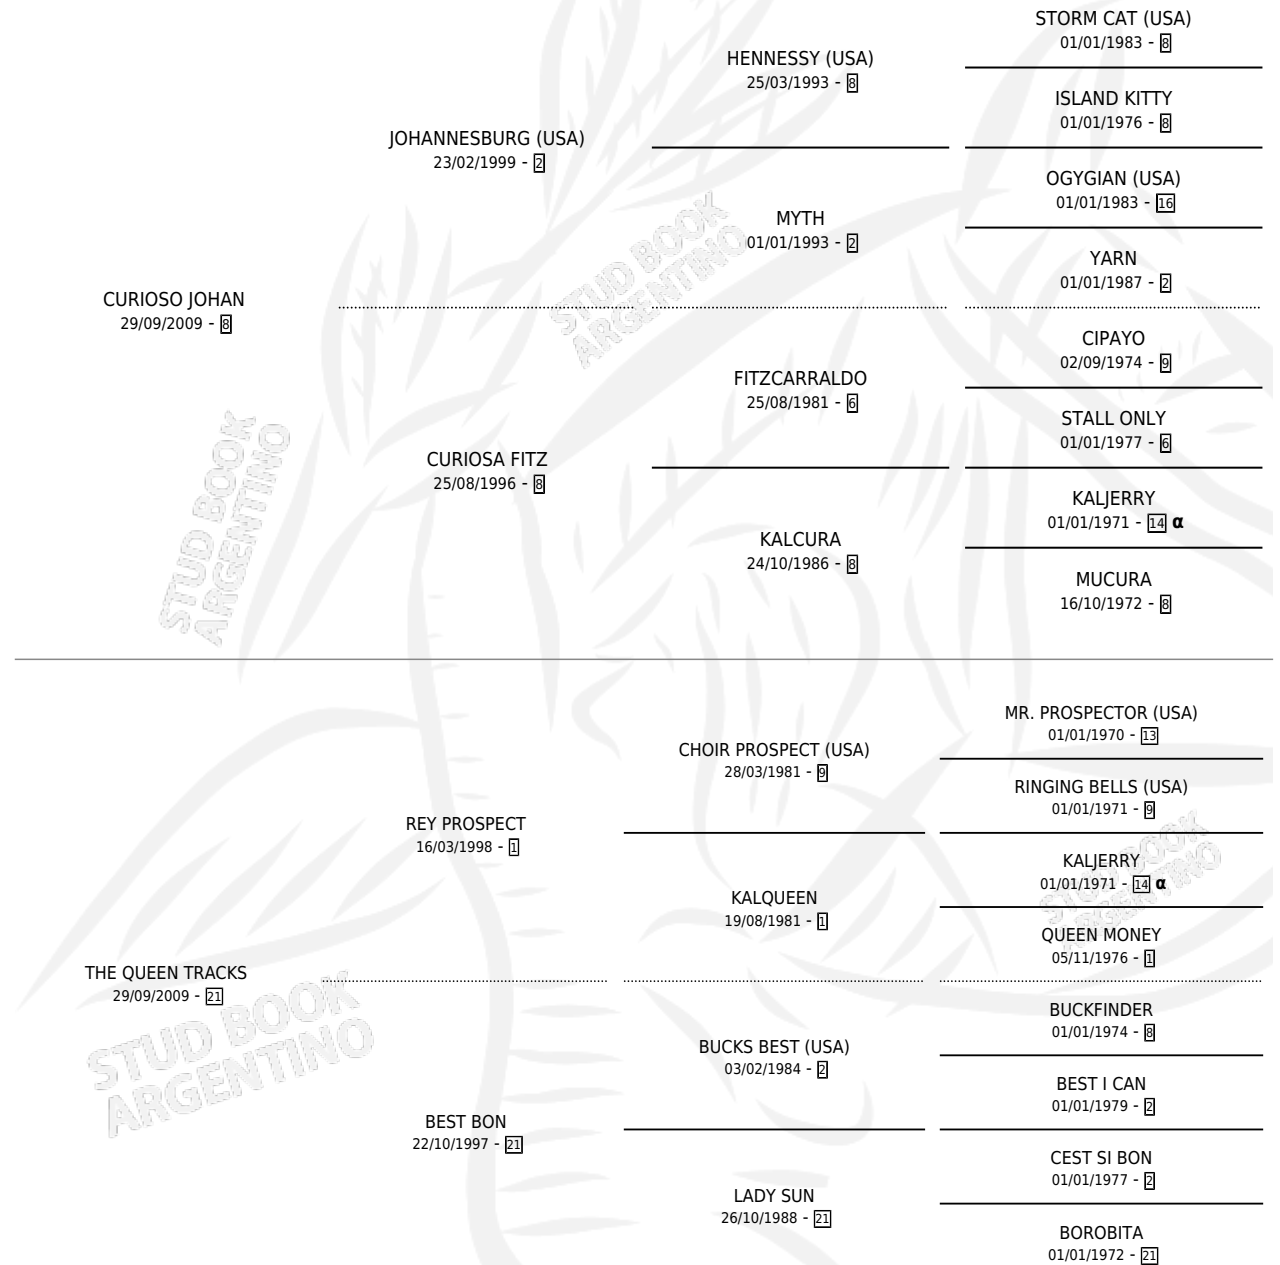 STORM CAT (USA)
01/01/1983 - 8
HENNESSY (USA)
25/03/1993 - 8
ISLAND KITTY
01/01/1976 - 8
JOHANNESBURG (USA)
23/02/1999 - 2
OGYGIAN (USA)
01/01/1983 - 16
MYTH
01/01/1993 - 2
YARN
01/01/1987 - 2
CURIOSO JOHAN
29/09/2009 - 8
CIPAYO
02/09/1974 - 9
FITZCARRALDO
25/08/1981 - 6
STALL ONLY
01/01/1977 - 6
CURIOSA FITZ
25/08/1996 - 8
KALJERRY
01/01/1971 - 14 α
KALCURA
24/10/1986 - 8
MUCURA
16/10/1972 - 8
MR. PROSPECTOR (USA)
01/01/1970 - 13
CHOIR PROSPECT (USA)
28/03/1981 - 9
RINGING BELLS (USA)
01/01/1971 - 9
REY PROSPECT
16/03/1998 - 1
KALJERRY
01/01/1971 - 14 α
KALQUEEN
19/08/1981 - 1
QUEEN MONEY
05/11/1976 - 1
THE QUEEN TRACKS
29/09/2009 - 21
BUCKFINDER
01/01/1974 - 8
BUCKS BEST (USA)
03/02/1984 - 2
BEST I CAN
01/01/1979 - 2
BEST BON
22/10/1997 - 21
CEST SI BON
01/01/1977 - 2
LADY SUN
26/10/1988 - 21
BOROBITA
01/01/1972 - 21
STUD BOOK
ARGENTINO
STUD BOOK
ARGENTINO
STUD BOOK
ARGENTINO
STUD BOOK
ARGENTINO